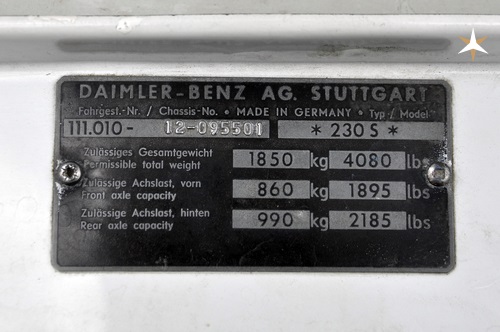 DAIMLER-BENZ AG. STUTTGART
Fahrgest.-Nr. / Chassis-No. • MADE IN GERMANY • Typ / Model
111.010- 12-095501 * 230 S *
Zulässiges Gesamtgewicht
Permissible total weight 1850 kg 4080 lbs
Zulässige Achslast, vorn
Front axle capacity 860 kg 1895 lbs
Zulässige Achslast, hinten
Rear axle capacity 990 kg 2185 lbs